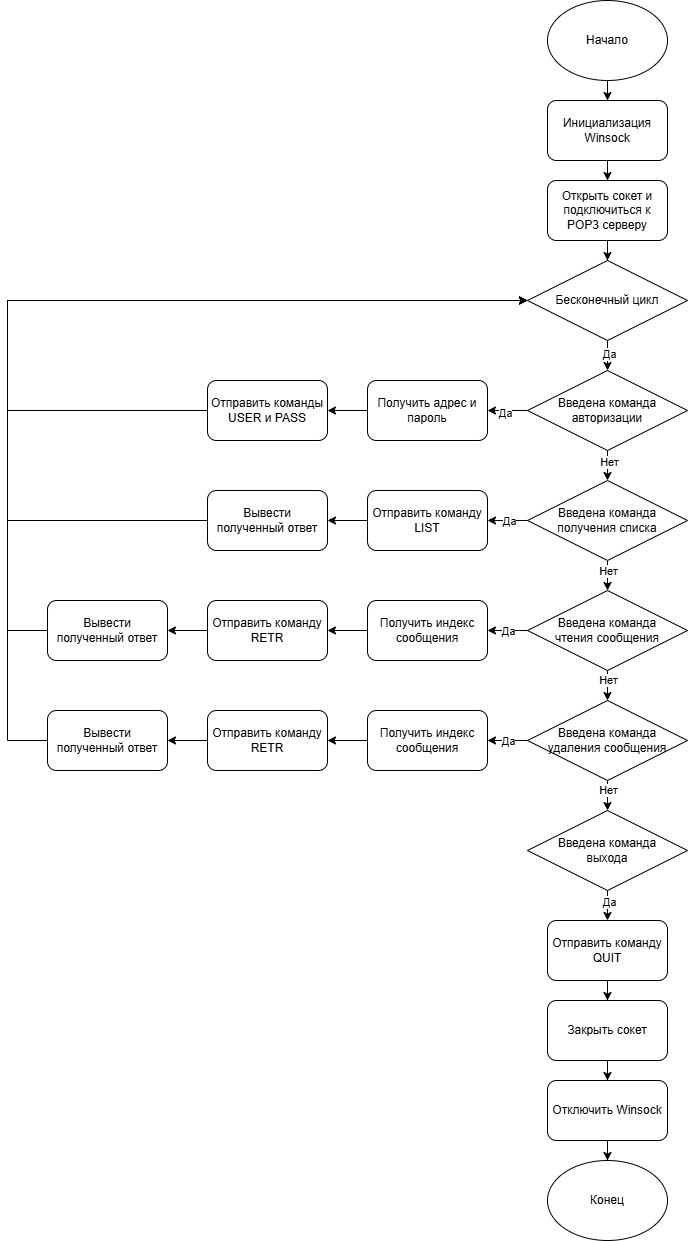 Начало
Инициализация
Winsock
Открыть сокет и
подключиться к
POP3 серверу
Бесконечный цикл
Да
Введена команда
авторизации
Да
Получить адрес и
пароль
Отправить команды
USER и PASS
Нет
Введена команда
получения списка
Да
Отправить команду
LIST
Вывести
полученный ответ
Нет
Введена команда
чтения сообщения
Да
Получить индекс
сообщения
Отправить команду
RETR
Вывести
полученный ответ
Нет
Введена команда
удаления сообщения
Да
Получить индекс
сообщения
Отправить команду
RETR
Вывести
полученный ответ
Нет
Введена команда
выхода
Да
Отправить команду
QUIT
Закрыть сокет
Отключить Winsock
Конец